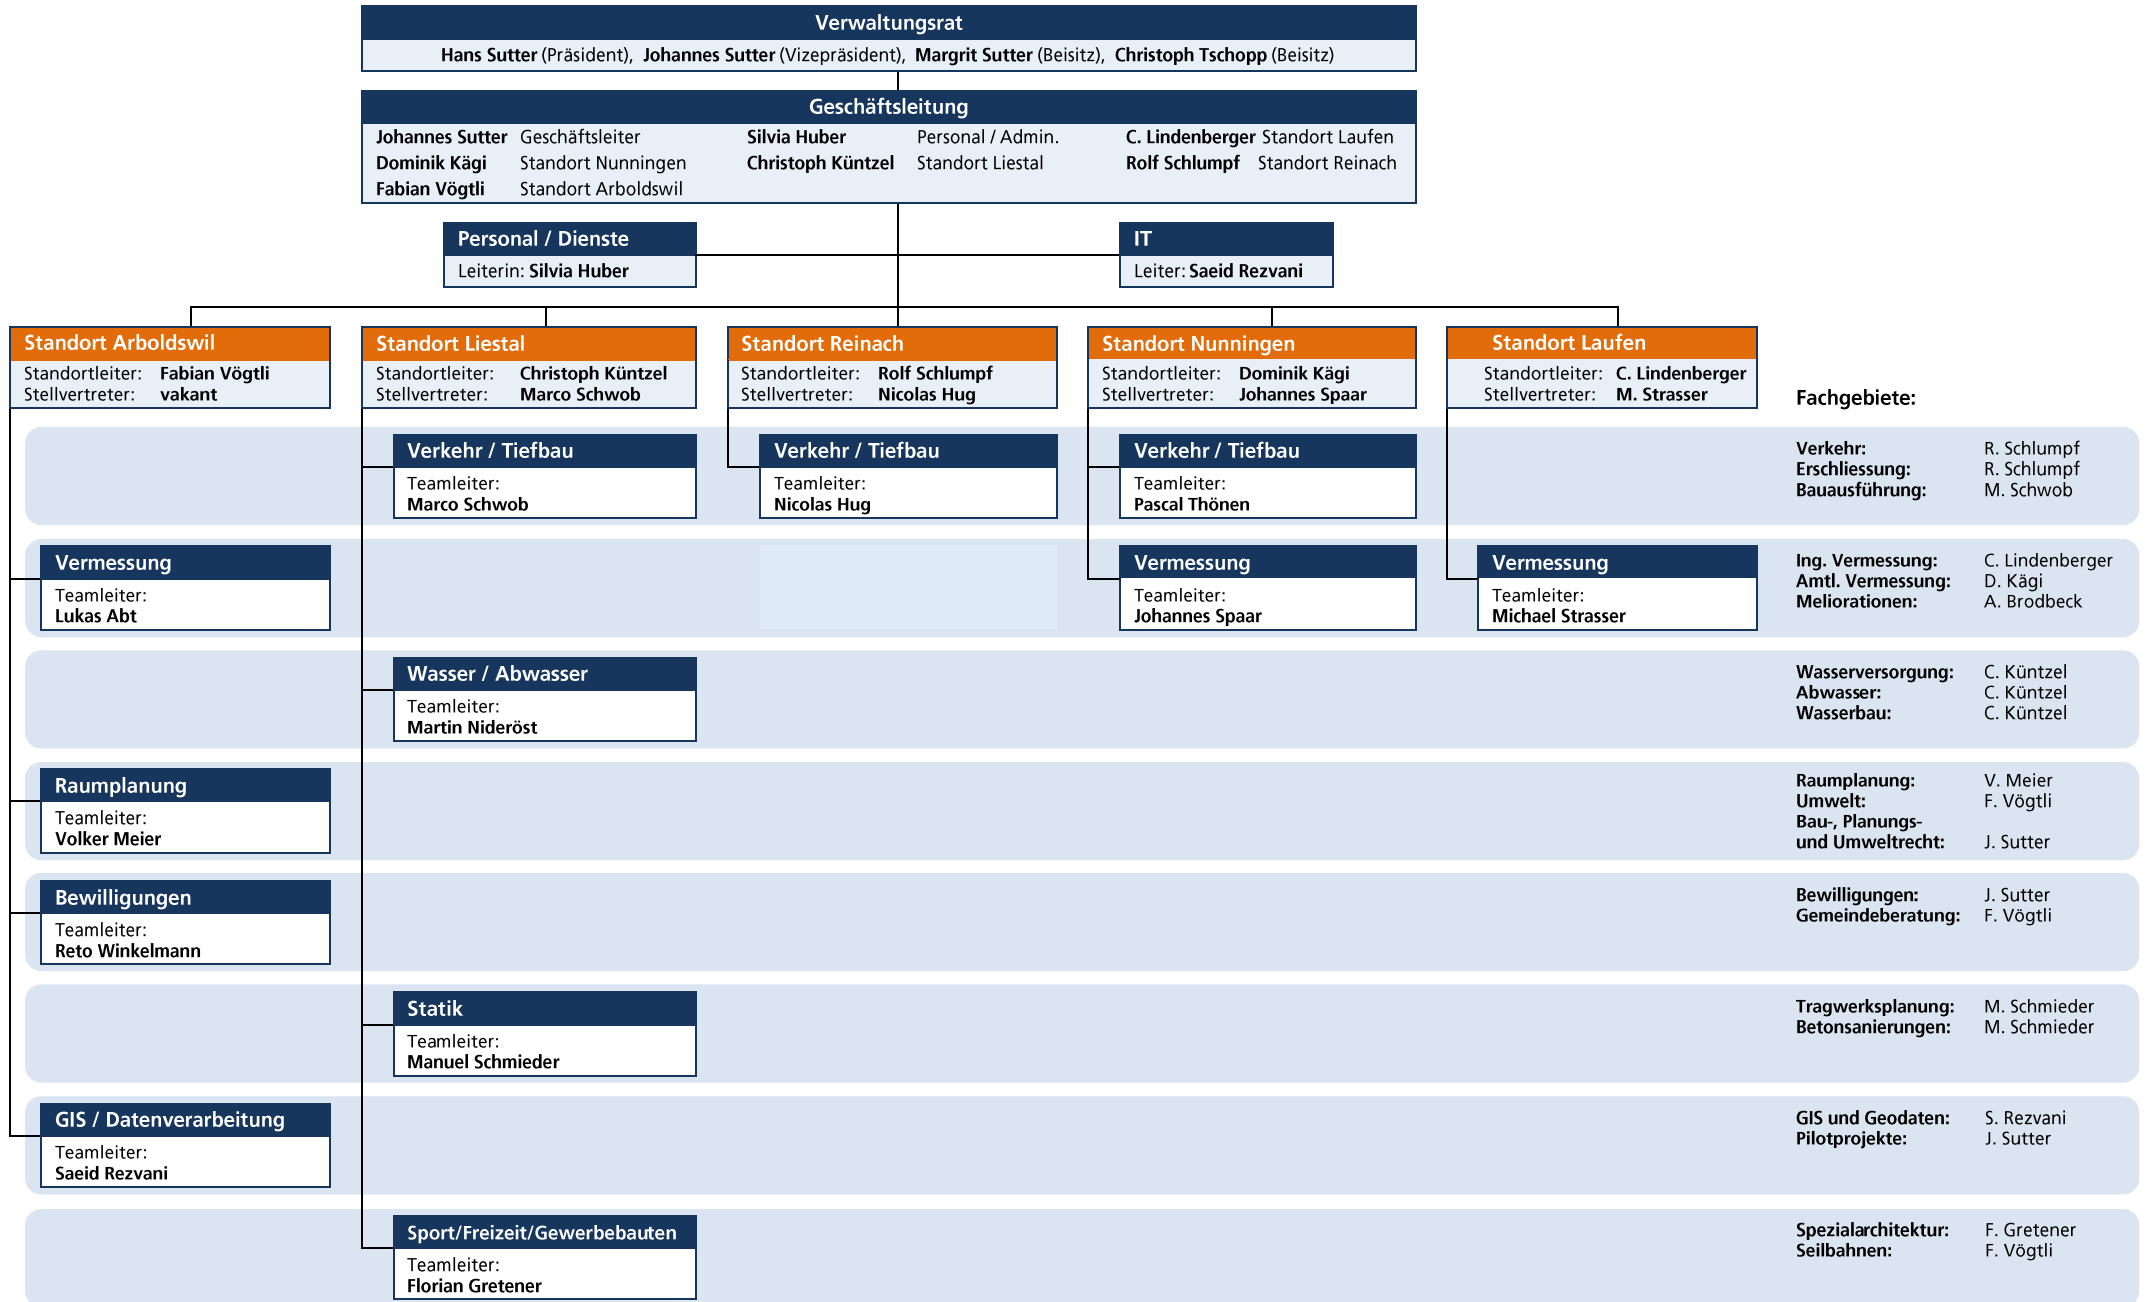 Verwaltungsrat
Hans Sutter (Präsident), Johannes Sutter (Vizepräsident), Margrit Sutter (Beisitz), Christoph Tschopp (Beisitz)
Geschäftsleitung
Johannes Sutter Geschäftsleiter Silvia Huber Personal / Admin. C. Lindenberger Standort Laufen
Dominik Kägi Standort Nunningen Christoph Küntzel Standort Liestal Rolf Schlumpf Standort Reinach
Fabian Vögtli Standort Arboldswil
Personal / Dienste
Leiterin: Silvia Huber
IT
Leiter: Saeid Rezvani
Standort Arboldswil
Standortleiter: Fabian Vögtli
Stellvertreter: vakant
Standort Liestal
Standortleiter: Christoph Küntzel
Stellvertreter: Marco Schwob
Standort Reinach
Standortleiter: Rolf Schlumpf
Stellvertreter: Nicolas Hug
Standort Nunningen
Standortleiter: Dominik Kägi
Stellvertreter: Johannes Spaar
Standort Laufen
Standortleiter: C. Lindenberger
Stellvertreter: M. Strasser
Fachgebiete:
Verkehr / Tiefbau
Teamleiter:
Marco Schwob
Verkehr / Tiefbau
Teamleiter:
Nicolas Hug
Verkehr / Tiefbau
Teamleiter:
Pascal Thönen
Verkehr: R. Schlumpf
Erschliessung: R. Schlumpf
Bauausführung: M. Schwob
Vermessung
Teamleiter:
Lukas Abt
Vermessung
Teamleiter:
Johannes Spaar
Vermessung
Teamleiter:
Michael Strasser
Ing. Vermessung: C. Lindenberger
Amtl. Vermessung: D. Kägi
Meliorationen: A. Brodbeck
Wasser / Abwasser
Teamleiter:
Martin Nideröst
Wasserversorgung: C. Küntzel
Abwasser: C. Küntzel
Wasserbau: C. Küntzel
Raumplanung
Teamleiter:
Volker Meier
Raumplanung: V. Meier
Umwelt: F. Vögtli
Bau-, Planungs-
und Umweltrecht: J. Sutter
Bewilligungen
Teamleiter:
Reto Winkelmann
Bewilligungen: J. Sutter
Gemeindeberatung: F. Vögtli
Statik
Teamleiter:
Manuel Schmieder
Tragwerksplanung: M. Schmieder
Betonsanierungen: M. Schmieder
GIS / Datenverarbeitung
Teamleiter:
Saeid Rezvani
GIS und Geodaten: S. Rezvani
Pilotprojekte: J. Sutter
Sport/Freizeit/Gewerbebauten
Teamleiter:
Florian Gretener
Spezialarchitektur: F. Gretener
Seilbahnen: F. Vögtli